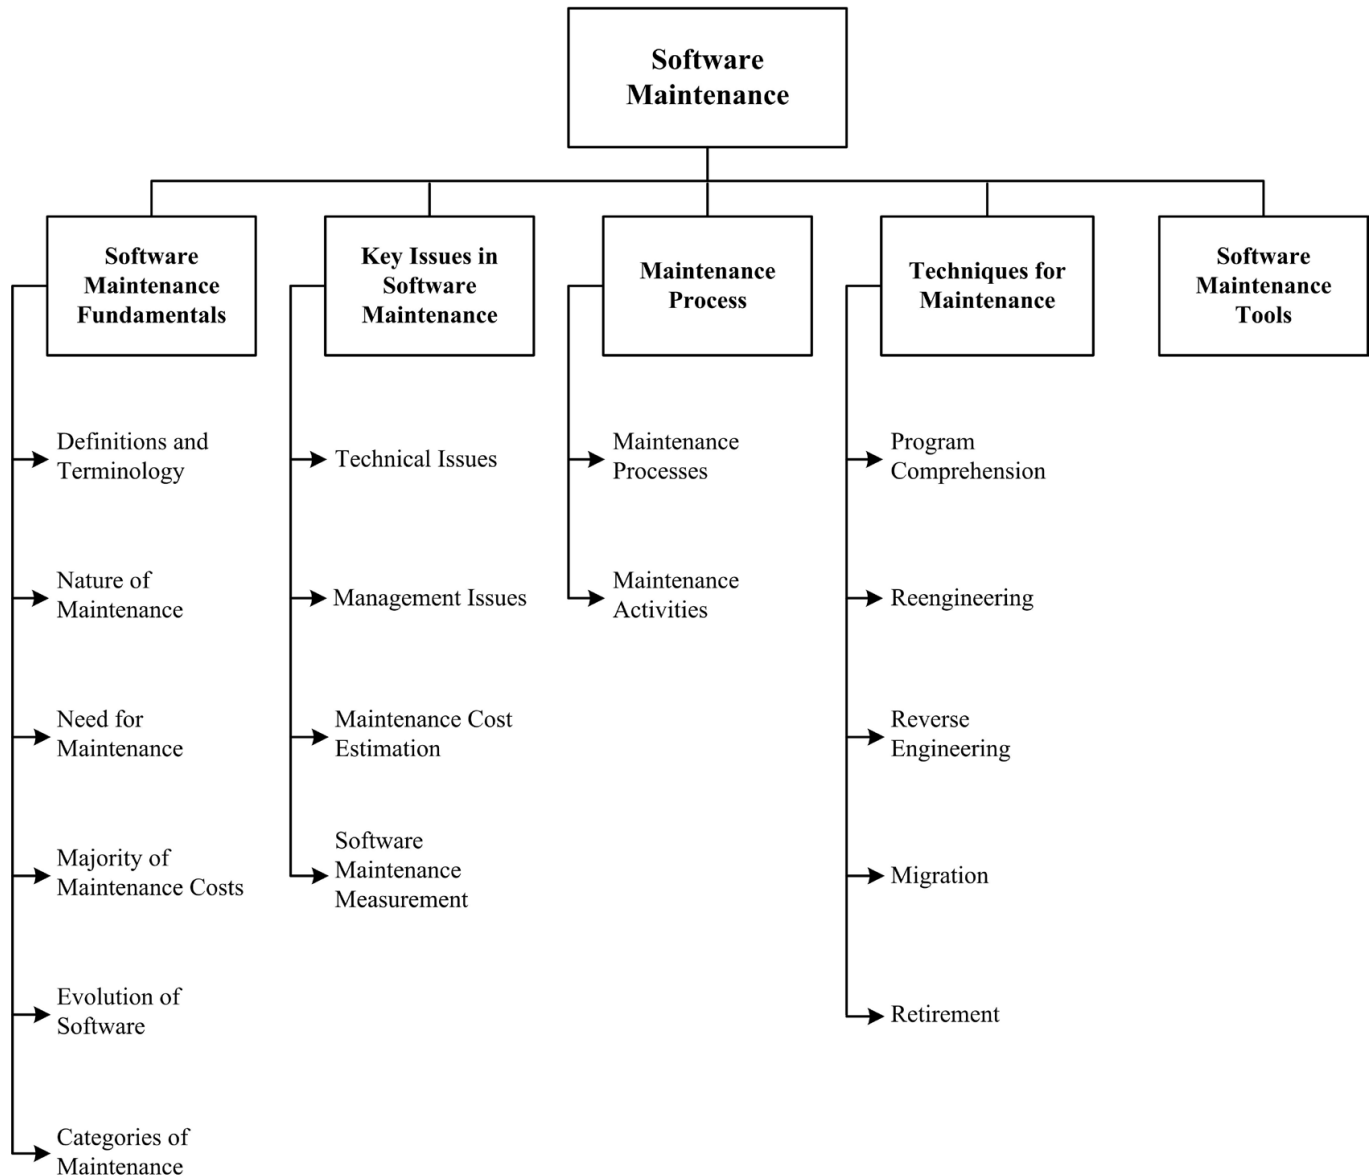 Software
Maintenance
Software
Maintenance
Fundamentals
Key Issues in
Software
Maintenance
Maintenance
Process
Techniques for
Maintenance
Software
Maintenance
Tools
Definitions and
Terminology
Nature of
Maintenance
Need for
Maintenance
Majority of
Maintenance Costs
Evolution of
Software
Categories of
Maintenance
Technical Issues
Management Issues
Maintenance Cost
Estimation
Software
Maintenance
Measurement
Maintenance
Processes
Maintenance
Activities
Program
Comprehension
Reengineering
Reverse
Engineering
Migration
Retirement